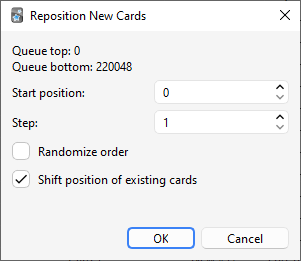 Reposition New Cards
Queue top: 0
Queue bottom: 220048
Start position: 0
Step: 1
Randomize order
Shift position of existing cards
OK Cancel